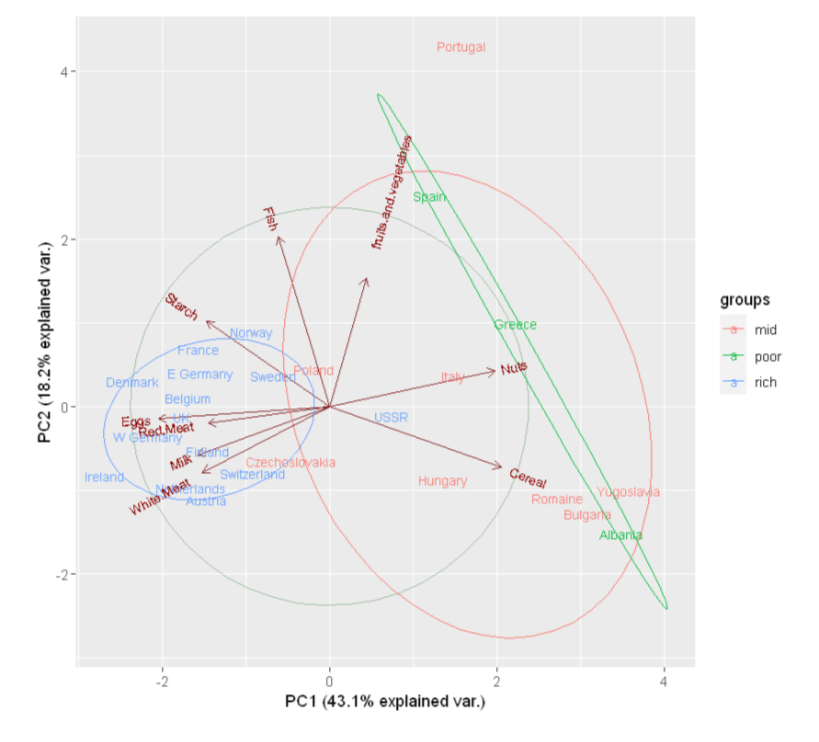 Portugal
4
fruits.and.vegetables
Spain
Fish
2
Starch
Greece
groups
Norway
a mid
France
a poor
E Germany
Poland
Nuts
a rich
Denmark
Sweden
Italy
Belgium
0
UK
USSR
Eggs
Red.Meat
W Germany
Finland
Milk
Czechoslovakia
Ireland
Switzerland
Hungary
Cereal
White.Meat
Netherlands
Romaine
Yugoslavia
Austria
Bulgaria
Albania
-2
PC2 (18.2% explained var.)
-2 0 2 4
PC1 (43.1% explained var.)